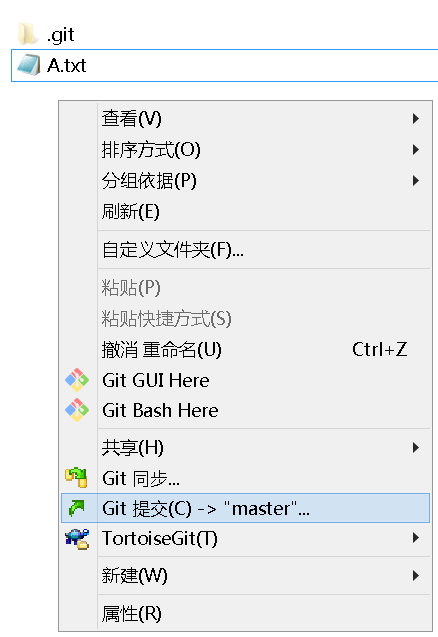 .git
A.txt
查看(V)
排序方式(O)
分组依据(P)
刷新(E)
自定义文件夹(F)...
粘贴(P)
粘贴快捷方式(S)
撤消 重命名(U) Ctrl+Z
Git GUI Here
Git Bash Here
共享(H)
Git 同步...
Git 提交(C) -> "master"...
TortoiseGit(T)
新建(W)
属性(R)